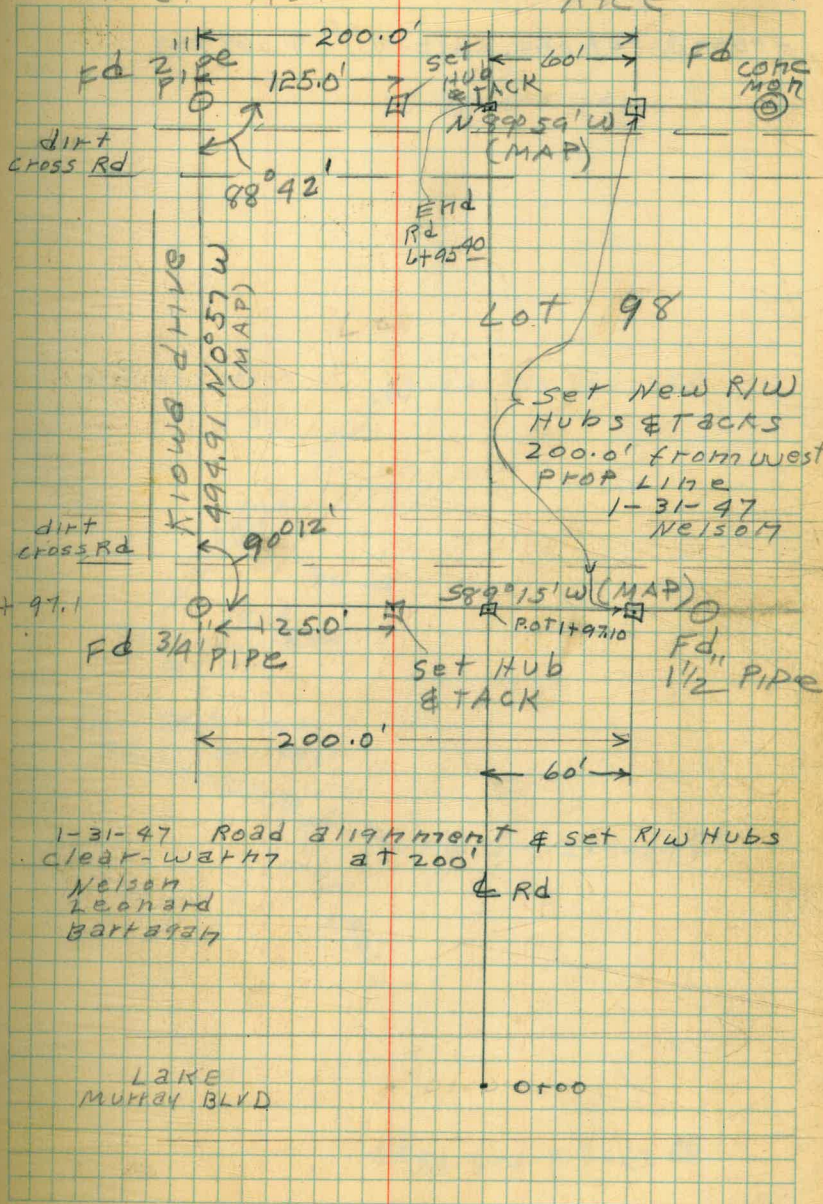 200.0'
Fd 2" Pipe
125.0'
set
Hub
& TACK
60'
Fd conc
mon
N 89° 59' W
(MAP)
dirt
cross Rd
88° 42'
End
Rd
6+95 40
Kiowa Drive
494.91 N 0° 57' W
(MAP)
LOT 98
Set New R/W
Hubs & Tacks
200.0' from west
Prop Line
1-31-47
Nelson
dirt
cross Rd
90° 012'
S 89° 15' W (MAP)
+ 97.1
125.0'
P.O.T 1+97.10
Fd 3/4" PIPE
set Hub
& TACK
Fd
1 1/2" Pipe
200.0'
60'
1-31-47 Road alignment & set R/W Hubs
clear-warm at 200'
Nelson
Leonard
Barragan
℄ Rd
LAKE
Murray BLVD
0+00